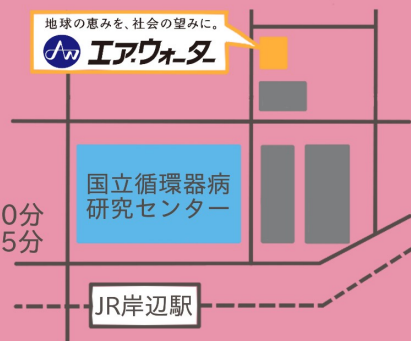 地球の恵みを、社会の望みに。
AW エア・ウォーター
国立循環器病
研究センター
0分
5分
JR岸辺駅